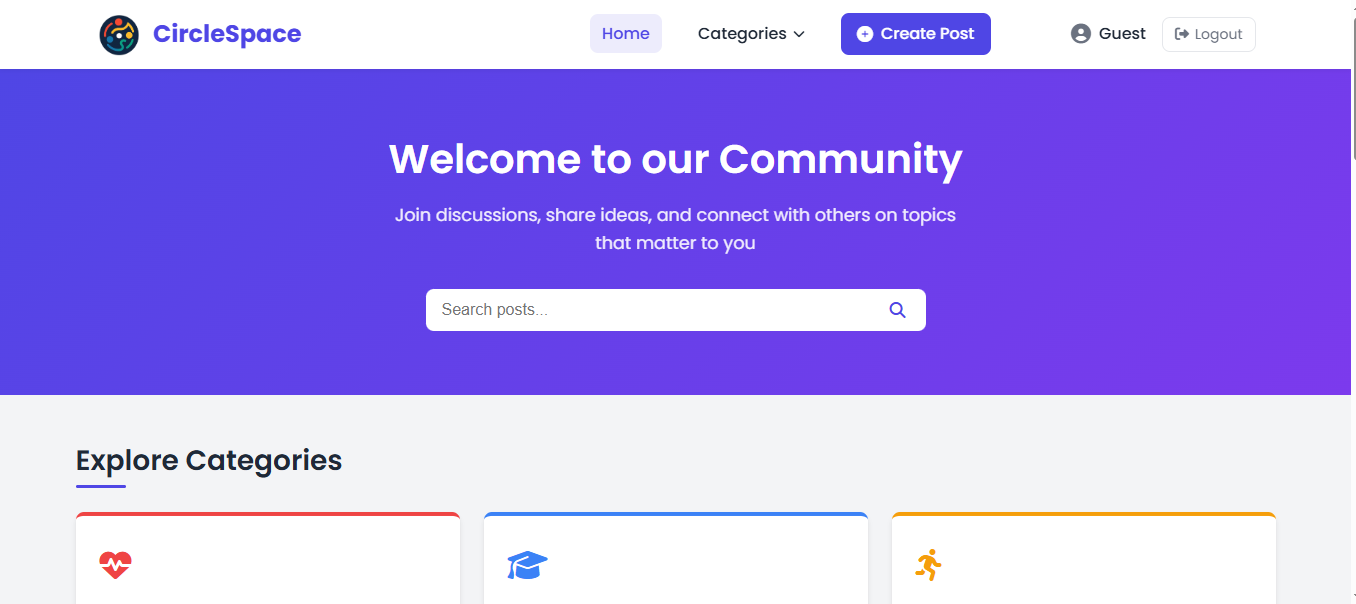 CircleSpace
Home
Categories
Create Post
Guest
Logout
Welcome to our Community
Join discussions, share ideas, and connect with others on topics
that matter to you
Search posts...
Explore Categories